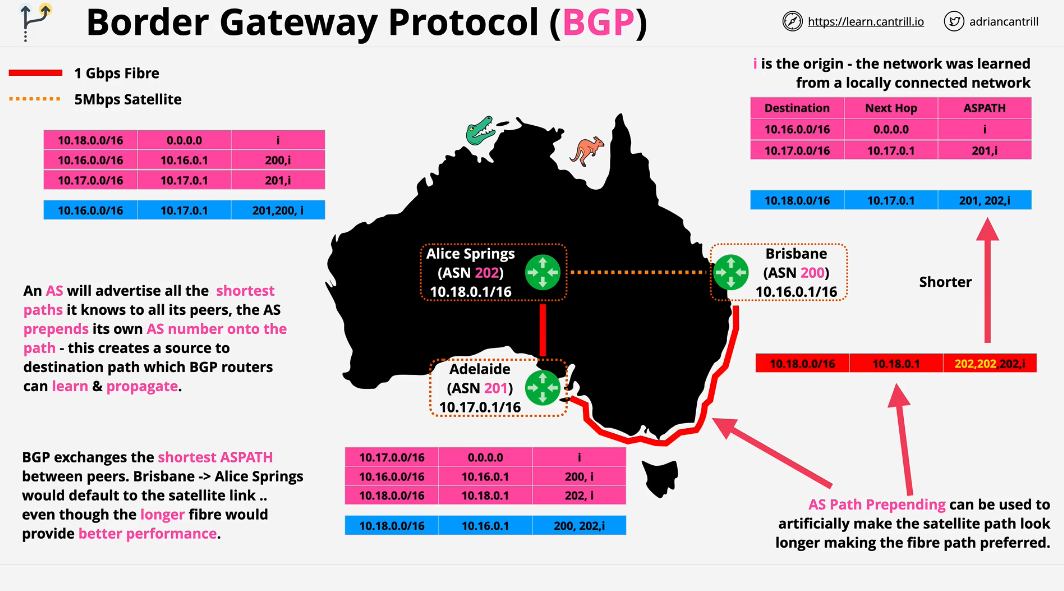 Border Gateway Protocol (BGP)
https://learn.cantrill.io
adriancantrill
1 Gbps Fibre
5Mbps Satellite
10.18.0.0/16 0.0.0.0 i
10.16.0.0/16 10.16.0.1 200,i
10.17.0.0/16 10.17.0.1 201,i
10.16.0.0/16 10.17.0.1 201,200, i
i is the origin - the network was learned
from a locally connected network
Destination Next Hop ASPATH
10.16.0.0/16 0.0.0.0 i
10.17.0.0/16 10.17.0.1 201,i
10.18.0.0/16 10.17.0.1 201, 202,i
Alice Springs
(ASN 202)
10.18.0.1/16
Brisbane
(ASN 200)
10.16.0.1/16
Shorter
An AS will advertise all the shortest
paths it knows to all its peers, the AS
prepends its own AS number onto the
path - this creates a source to
destination path which BGP routers
can learn & propagate.
10.18.0.0/16 10.18.0.1 202,202,202,i
Adelaide
(ASN 201)
10.17.0.1/16
BGP exchanges the shortest ASPATH
between peers. Brisbane -> Alice Springs
would default to the satellite link ..
even though the longer fibre would
provide better performance.
10.17.0.0/16 0.0.0.0 i
10.16.0.0/16 10.16.0.1 200, i
10.18.0.0/16 10.18.0.1 202, i
10.18.0.0/16 10.16.0.1 200, 202,i
AS Path Prepending can be used to
artificially make the satellite path look
longer making the fibre path preferred.